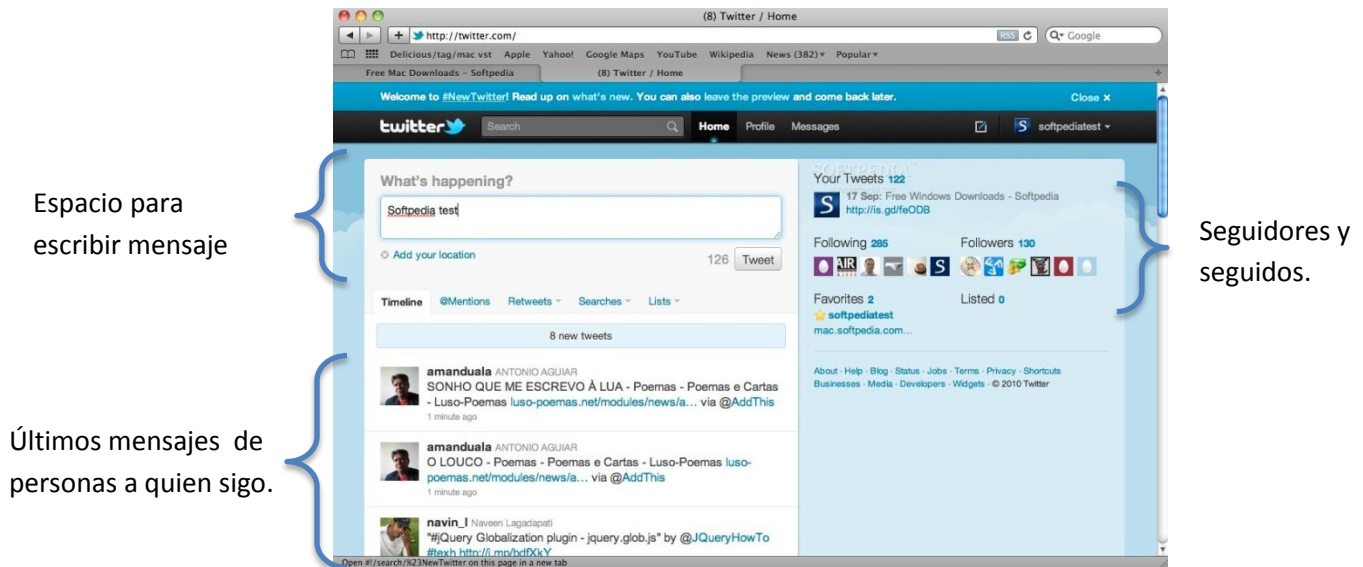 (8) Twitter / Home
http://twitter.com/
RSS
Google
Delicious/tag/mac vst Apple Yahoo! Google Maps YouTube Wikipedia News (382) Popular
Free Mac Downloads – Softpedia
(8) Twitter / Home
Welcome to #NewTwitter! Read up on what's new. You can also leave the preview and come back later.
Close x
twitter
Search
Home Profile Messages
S softpediatest
Espacio para
escribir mensaje
What's happening?
Softpedia test
Add your location
126 Tweet
Timeline @Mentions Retweets Searches Lists
8 new tweets
SOFTPEDIA
Your Tweets 122
S 17 Sep: Free Windows Downloads - Softpedia
http://is.gd/feODB
Following 285
Followers 130
AIR
S
Favorites 2
Listed 0
softpediatest
mac.softpedia.com...
About · Help · Blog · Status · Jobs · Terms · Privacy · Shortcuts
Businesses · Media · Developers · Widgets · © 2010 Twitter
Seguidores y
seguidos.
Últimos mensajes de
personas a quien sigo.
amanduala ANTONIO AGUIAR
SONHO QUE ME ESCREVO À LUA - Poemas - Poemas e Cartas
- Luso-Poemas luso-poemas.net/modules/news/a... via @AddThis
1 minute ago
amanduala ANTONIO AGUIAR
O LOUCO - Poemas - Poemas e Cartas - Luso-Poemas luso-
poemas.net/modules/news/a... via @AddThis
1 minute ago
navin_l Naveen Lagadapati
"#jQuery Globalization plugin - jquery.glob.js" by @JQueryHowTo
#texh http://j.mp/bdfXkY
Open #!/search/%23NewTwitter on this page in a new tab